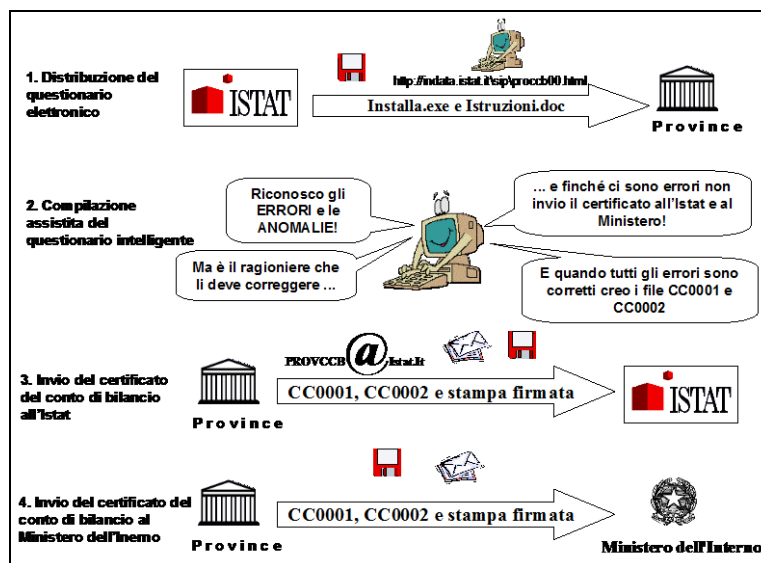 http://indata.istat.it\sip\proccb00.html
1. Distribuzione del
questionario
elettronico
ISTAT
Installa.exe e Istruzioni.doc
Province
2. Compilazione
assistita del
questionario intelligente
Riconosco gli
ERRORI e le
ANOMALIE!
... e finché ci sono errori non
invio il certificato all'Istat e al
Ministero!
Ma è il ragioniere che
li deve correggere ...
E quando tutti gli errori sono
corretti creo i file CC0001 e
CC0002
PROVCCB@Istat.It
3. Invio del certificato
del conto di bilancio
all'Istat
Province
CC0001, CC0002 e stampa firmata
ISTAT
4. Invio del certificato del
conto di bilancio al
Ministero dell'Inerno
Province
CC0001, CC0002 e stampa firmata
Ministero dell'Interno